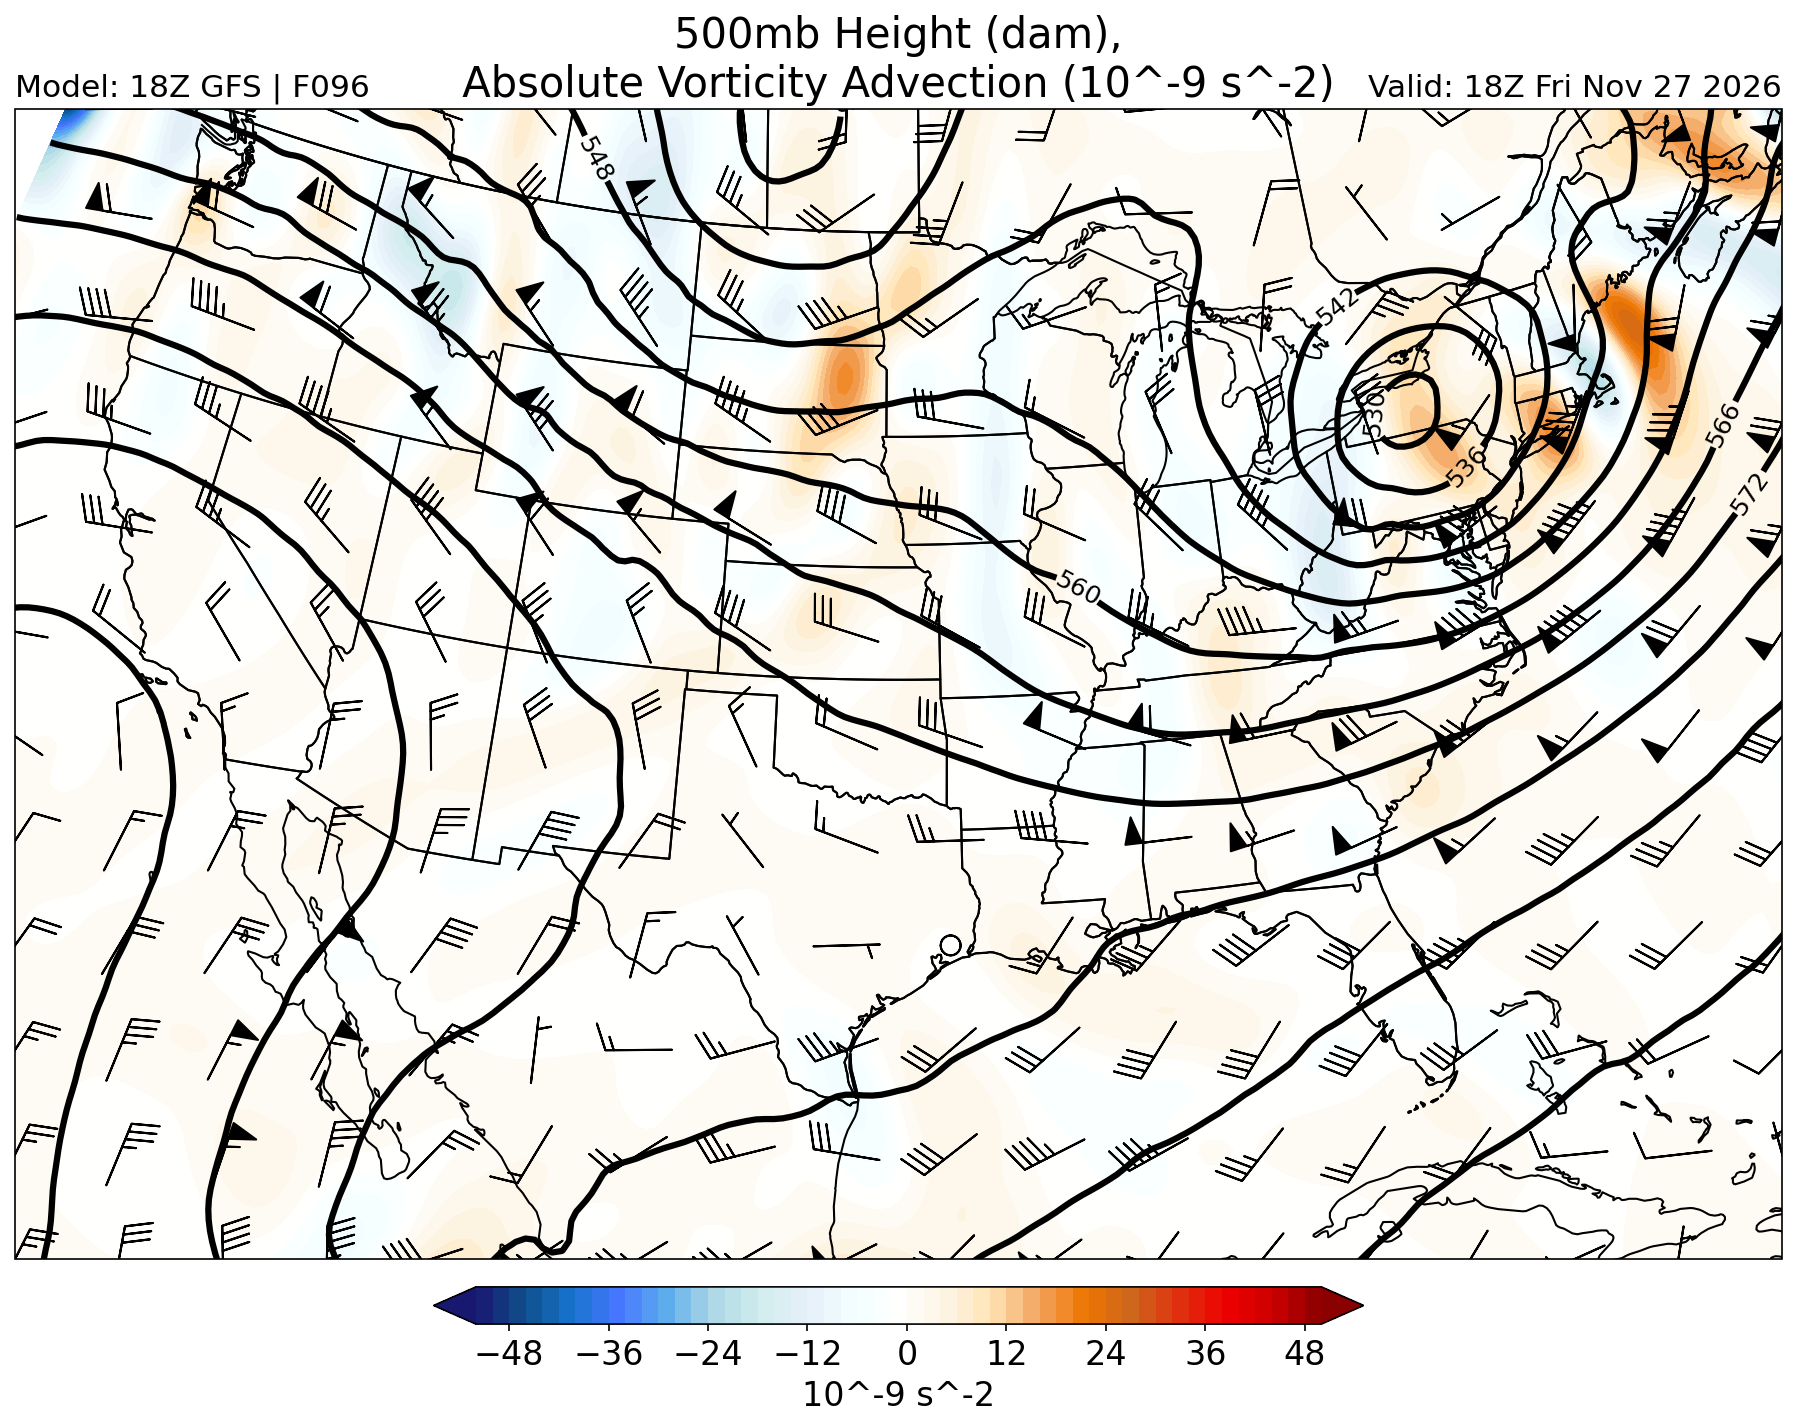 500mb Height (dam),
Model: 18Z GFS | F096
Absolute Vorticity Advection (10^-9 s^-2)
Valid: 18Z Fri Nov 27 2026
548
542
530
536
566
572
560
−48 −36 −24 −12 0 12 24 36 48
10^-9 s^-2